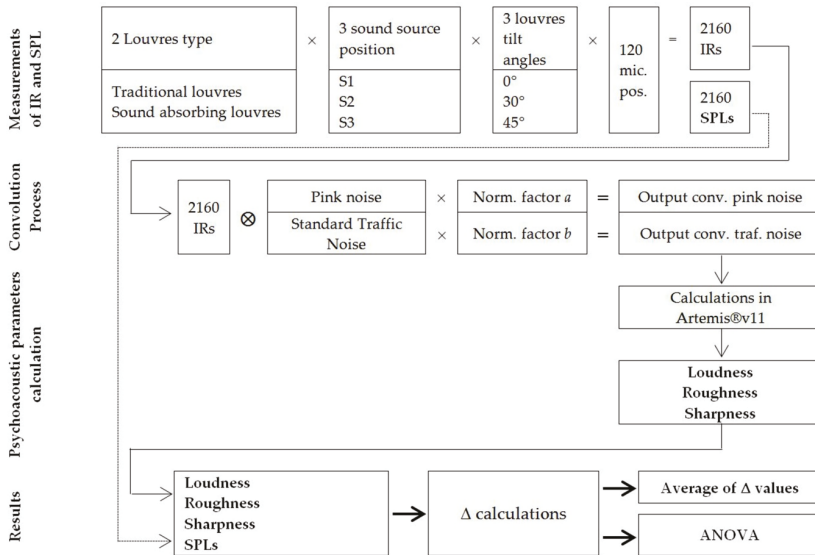 Measurements
of IR and SPL
2 Louvres type
Traditional louvres
Sound absorbing louvres
×
3 sound source
position
S1
S2
S3
×
3 louvres
tilt
angles
0°
30°
45°
×
120
mic.
pos.
=
2160
IRs
2160
SPLs
Convolution
Process
2160
IRs
⊗
Pink noise × Norm. factor a = Output conv. pink noise
Standard Traffic
Noise
× Norm. factor b = Output conv. traf. noise
Psychoacoustic parameters
calculation
Calculations in
Artemis®v11
Loudness
Roughness
Sharpness
Results
Loudness
Roughness
Sharpness
SPLs
Δ calculations
Average of Δ values
ANOVA